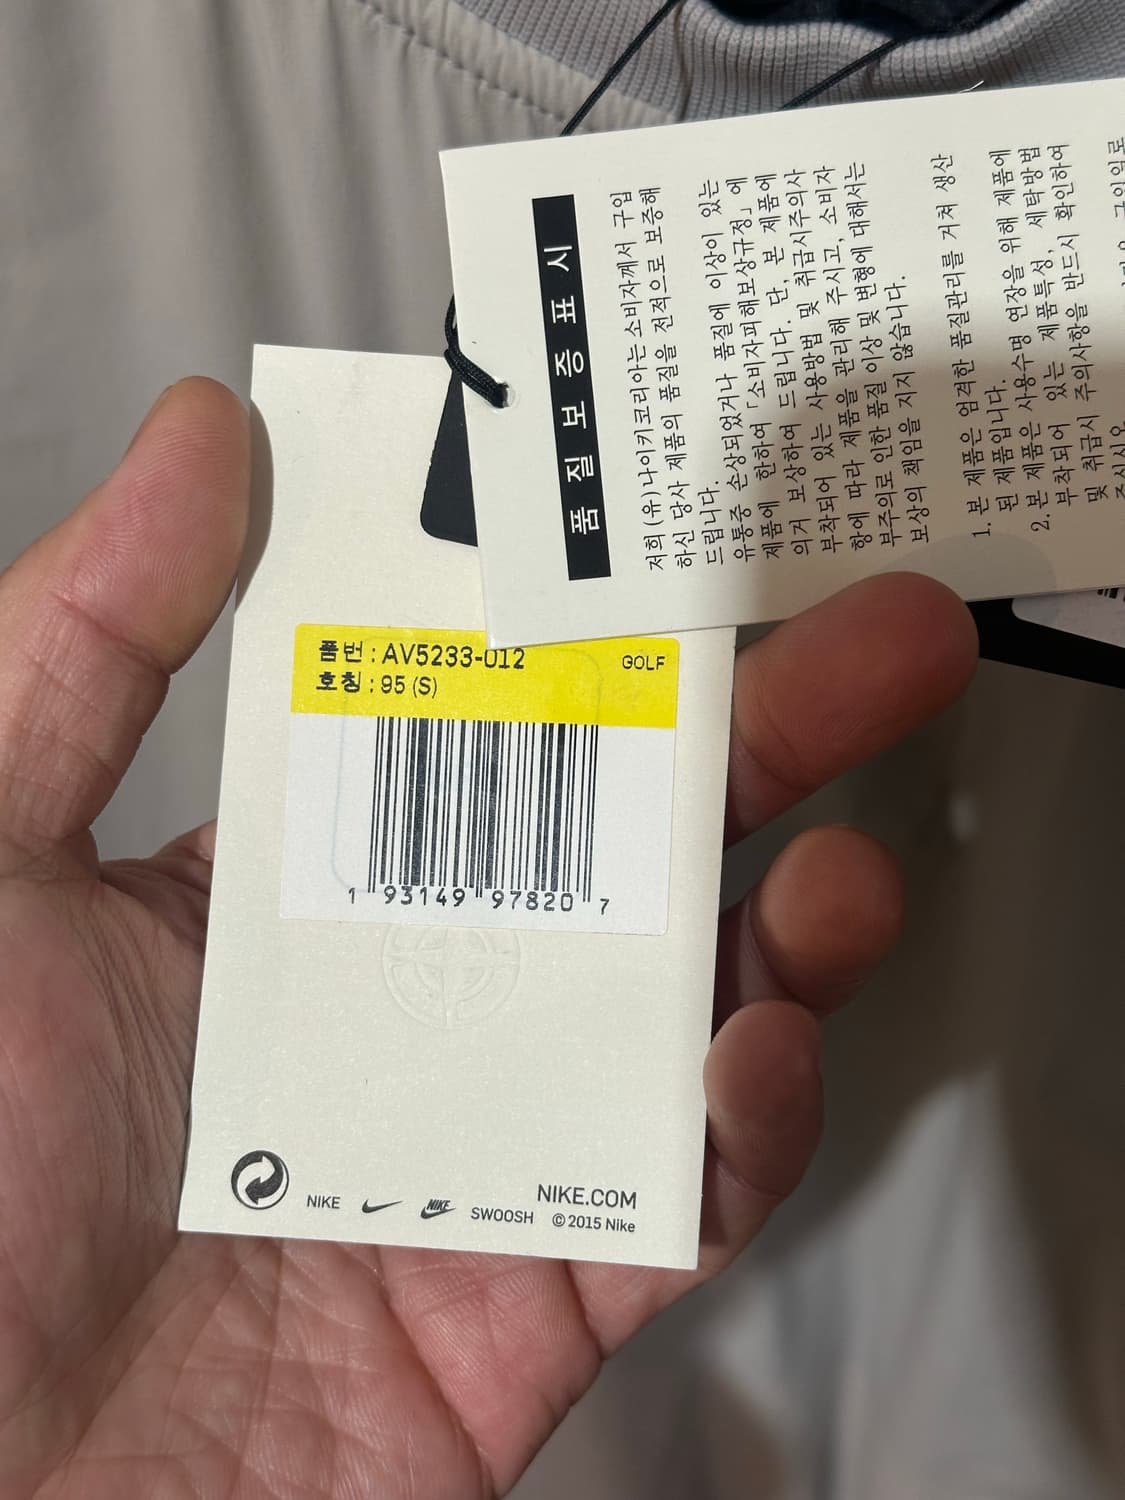 품질보증표시
저희 (유)나이키코리아는 소비자께서 구입
하신 당사 제품의 품질을 전적으로 보증해
드립니다.
유통중 손상되었거나 품질에 이상이 있는
제품에 한하여 「소비자피해보상규정」에
의거 보상하여 드립니다. 단, 본 제품에
부착되어 있는 사용방법 및 취급시주의사
항에 따라 제품을 관리해 주시고, 소비자
부주의로 인한 품질 이상 및 변형에 대해서는
보상의 책임을 지지 않습니다.
1. 본 제품은 엄격한 품질관리를 거쳐 생산
된 제품입니다.
2. 본 제품은 사용수명 연장을 위해 제품에
부착되어 있는 제품특성, 세탁방법
및 취급시 주의사항을 반드시 확인하여
주십시오.
품번 : AV5233-012
GOLF
호칭 : 95 (S)
1 93149 97820 7
NIKE NIKE SWOOSH
NIKE.COM
© 2015 Nike